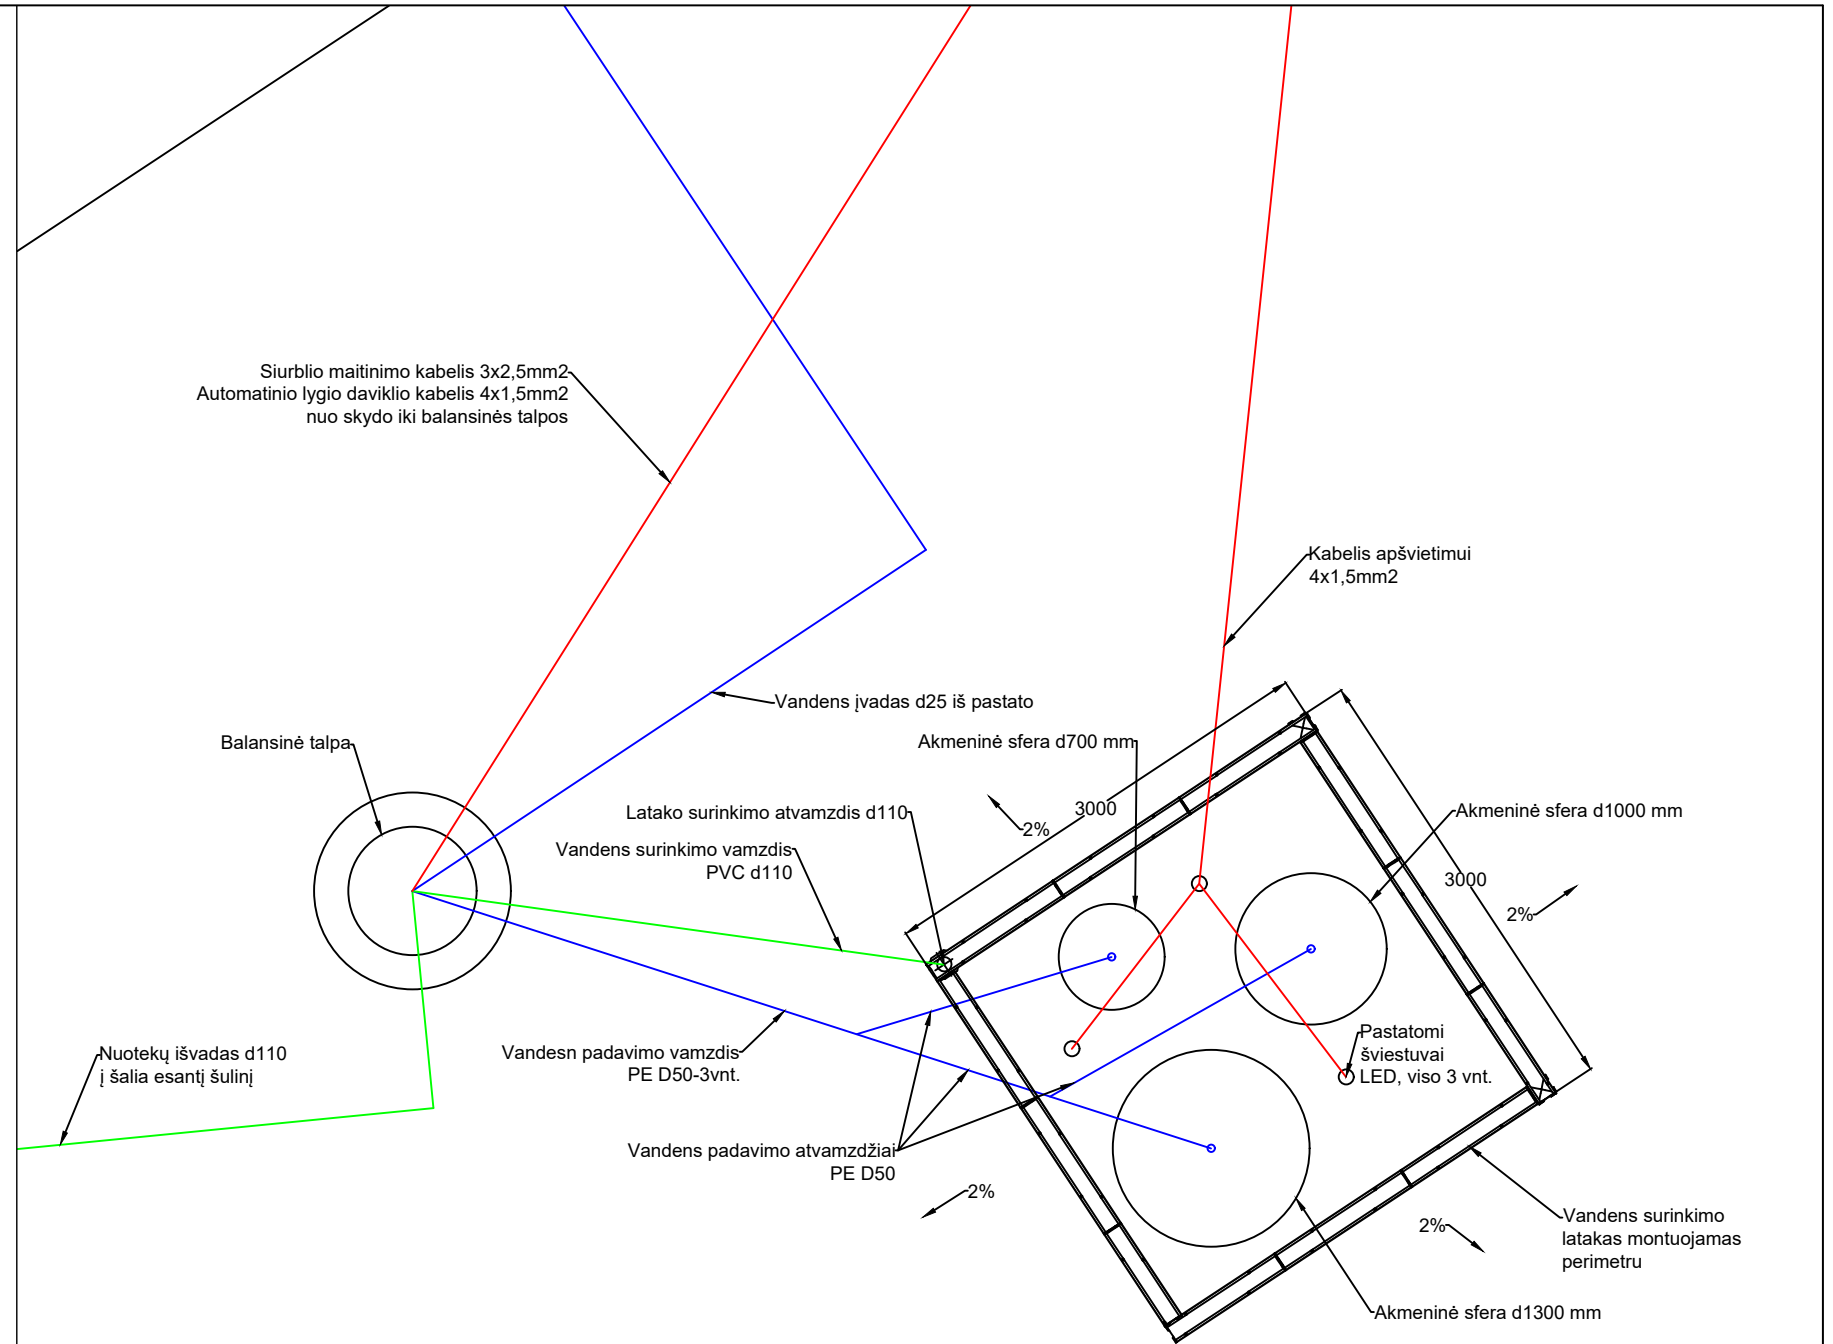 Siurblio maitinimo kabelis 3x2,5mm2
Automatinio lygio daviklio kabelis 4x1,5mm2
nuo skydo iki balansinės talpos
Kabelis apšvietimui
4x1,5mm2
Vandens įvadas d25 iš pastato
Balansinė talpa
Akmeninė sfera d700 mm
Latako surinkimo atvamzdis d110
2%
3000
Akmeninė sfera d1000 mm
Vandens surinkimo vamzdis
PVC d110
3000
2%
Nuotekų išvadas d110
į šalia esantį šulinį
Vandesn padavimo vamzdis
PE D50-3vnt.
Pastatomi
šviestuvai
LED, viso 3 vnt.
Vandens padavimo atvamzdžiai
PE D50
2%
2%
Vandens surinkimo
latakas montuojamas
perimetru
Akmeninė sfera d1300 mm